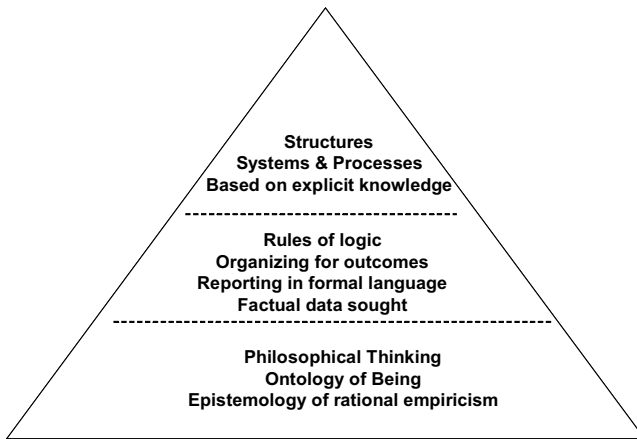 Structures
Systems & Processes
Based on explicit knowledge
Rules of logic
Organizing for outcomes
Reporting in formal language
Factual data sought
Philosophical Thinking
Ontology of Being
Epistemology of rational empiricism